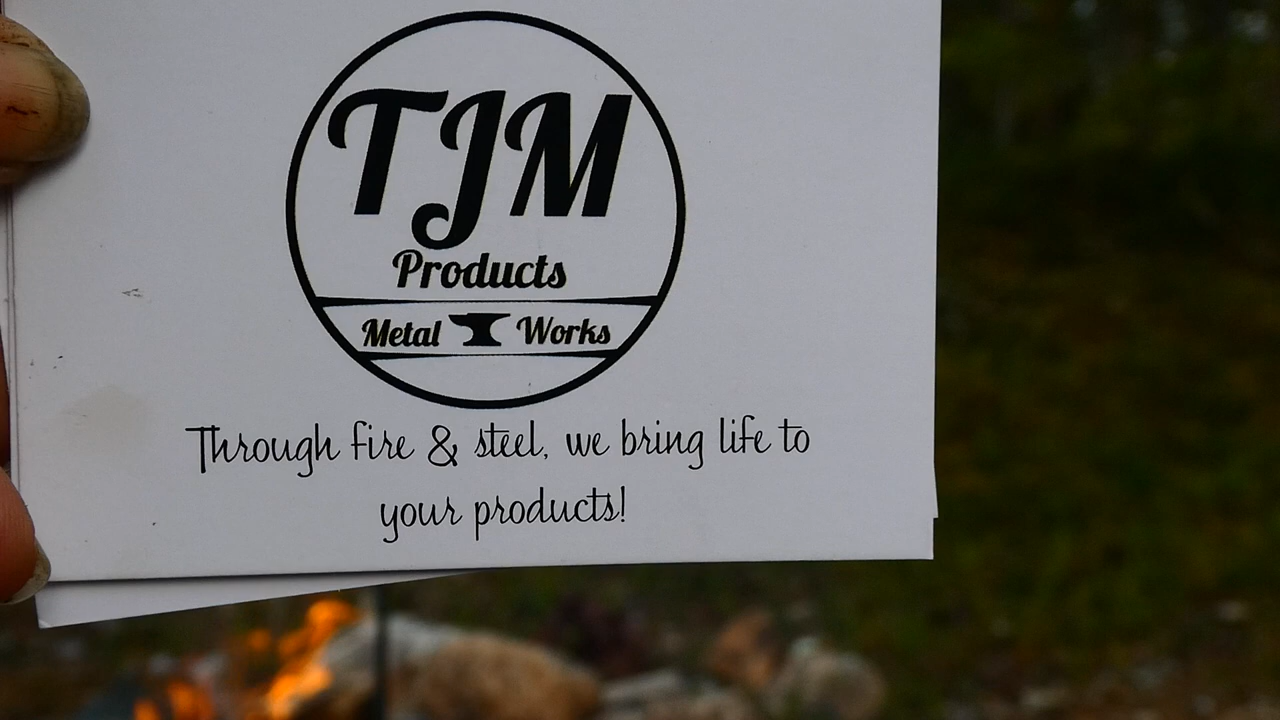 TJM
Products
Metal Works
Through fire & steel, we bring life to
your products!